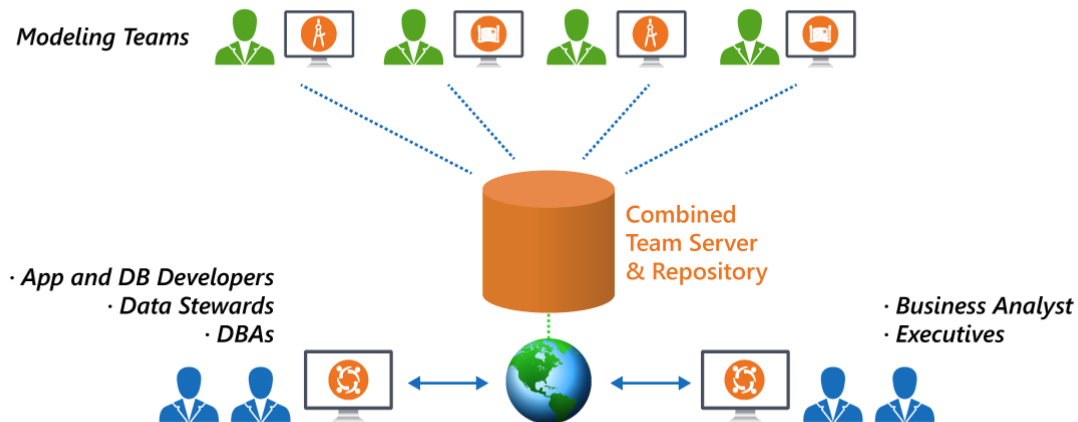 Modeling Teams
Combined
Team Server
& Repository
· App and DB Developers
· Data Stewards
· DBAs
· Business Analyst
· Executives